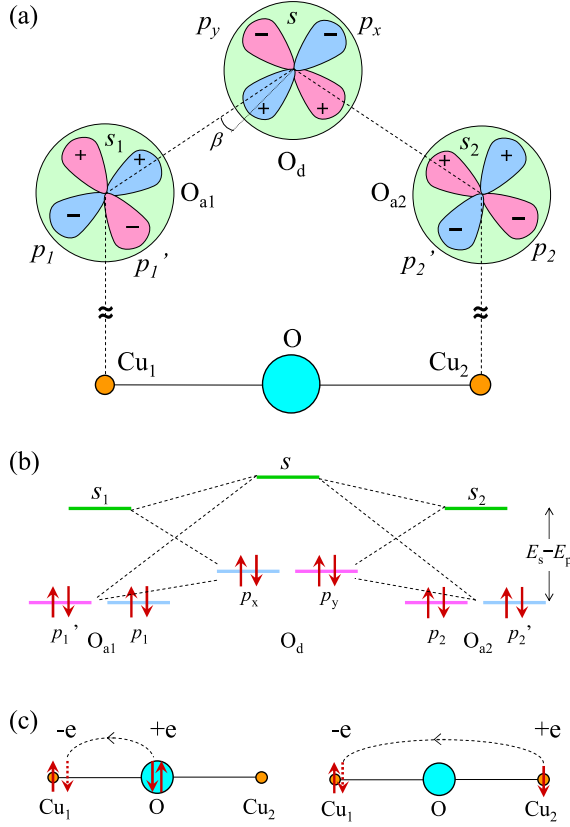 (a)
p_y − s − p_x
+ +
β
O_d
s_1 s_2
+ + + +
O_a1 O_a2
− − − −
p_1 p_1' p_2' p_2
≈ ≈
O
Cu_1 Cu_2
(b)
s
s_1 s_2
E_s−E_p
p_x p_y
p_1' p_1 p_2 p_2'
O_a1 O_d O_a2
(c)
-e +e -e +e
Cu_1 O Cu_2 Cu_1 O Cu_2